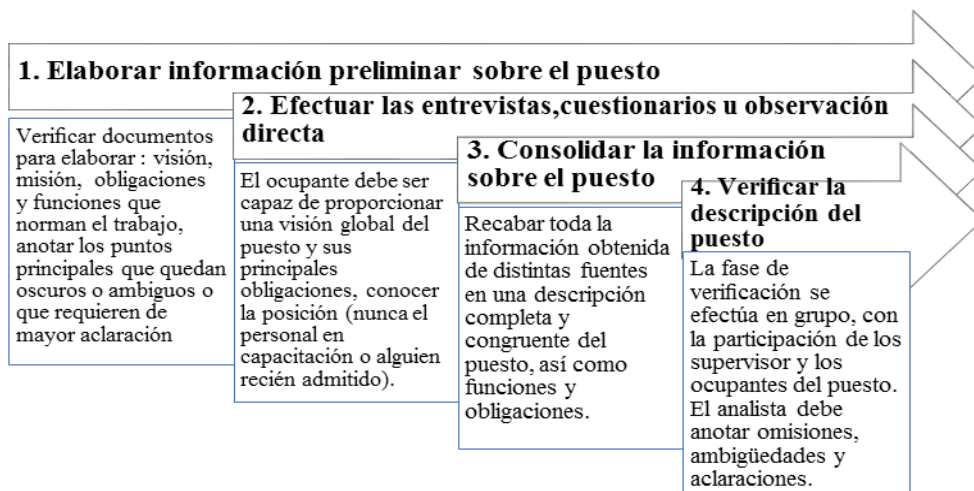 1. Elaborar información preliminar sobre el puesto
Verificar documentos
para elaborar : visión,
misión, obligaciones
y funciones que
norman el trabajo,
anotar los puntos
principales que quedan
oscuros o ambiguos o
que requieren de
mayor aclaración
2. Efectuar las entrevistas,cuestionarios u observación
directa
El ocupante debe ser
capaz de proporcionar
una visión global del
puesto y sus
principales
obligaciones, conocer
la posición (nunca el
personal en
capacitación o alguien
recién admitido).
3. Consolidar la información
sobre el puesto
Recabar toda la
información obtenida
de distintas fuentes
en una descripción
completa y
congruente del
puesto, así como
funciones y
obligaciones.
4. Verificar la
descripción del
puesto
La fase de
verificación se
efectúa en grupo, con
la participación de los
supervisor y los
ocupantes del puesto.
El analista debe
anotar omisiones,
ambigüedades y
aclaraciones.